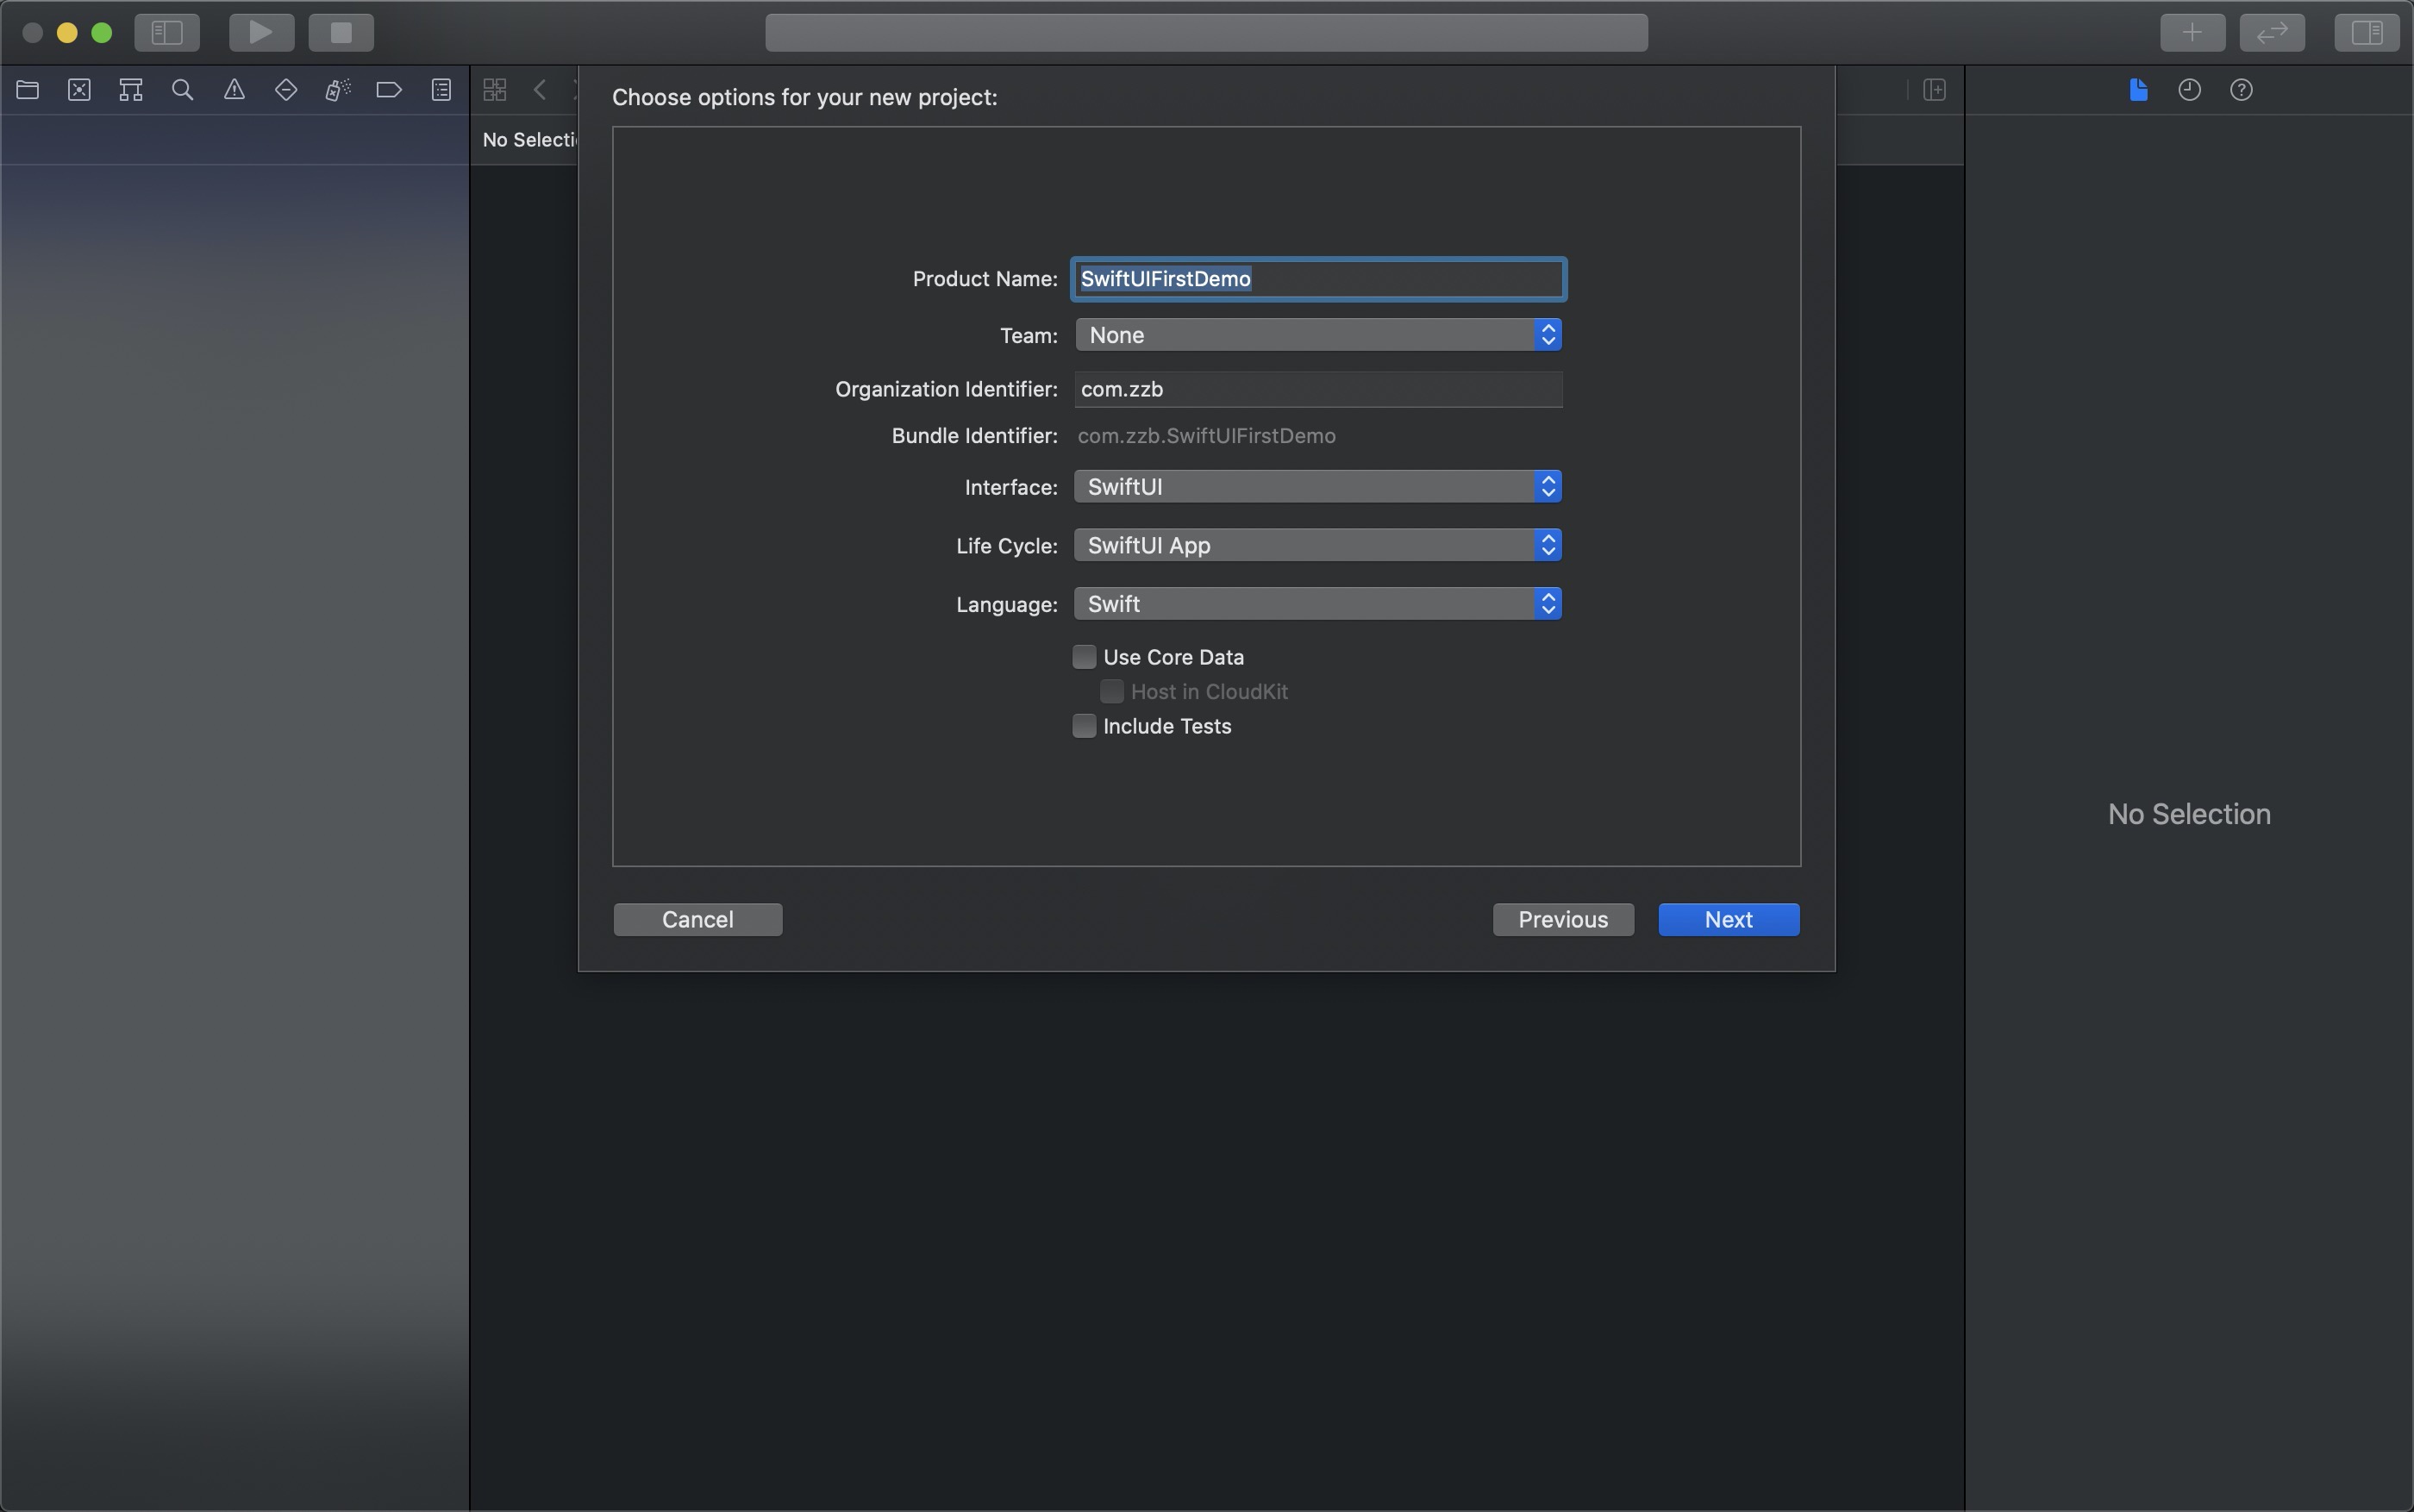 Choose options for your new project:
No Selecti
Product Name: SwiftUIFirstDemo
Team: None
Organization Identifier: com.zzb
Bundle Identifier: com.zzb.SwiftUIFirstDemo
Interface: SwiftUI
Life Cycle: SwiftUI App
Language: Swift
Use Core Data
Host in CloudKit
Include Tests
No Selection
Cancel
Previous
Next